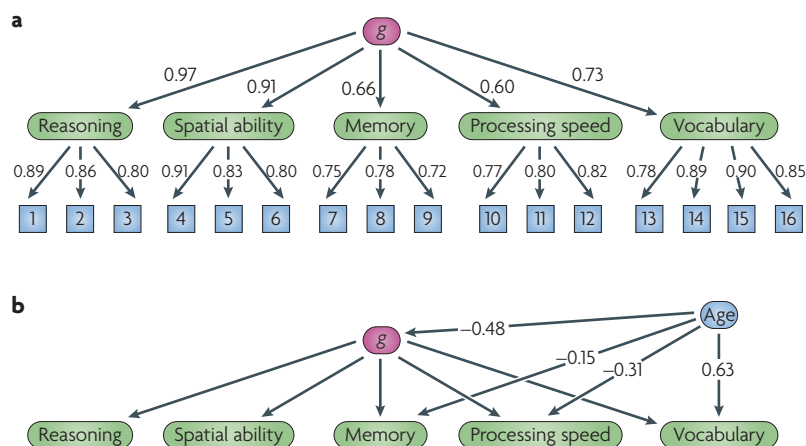 a
g
0.97 0.91 0.66 0.60 0.73
Reasoning Spatial ability Memory Processing speed Vocabulary
0.89 0.86 0.80 0.91 0.83 0.80 0.75 0.78 0.72 0.77 0.80 0.82 0.78 0.89 0.90 0.85
1 2 3 4 5 6 7 8 9 10 11 12 13 14 15 16
b
Age
g
−0.48
−0.15 −0.31 0.63
Reasoning Spatial ability Memory Processing speed Vocabulary